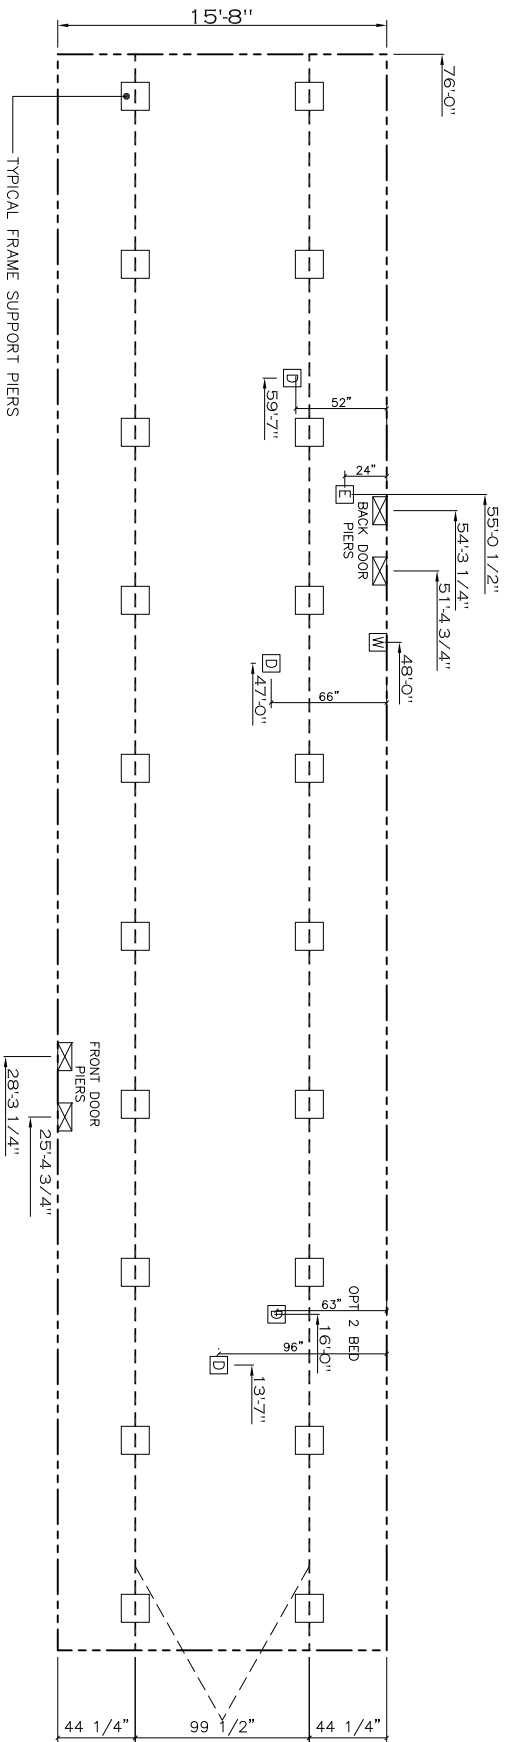 15'-8"
76'-0"
TYPICAL FRAME SUPPORT PIERS
D
59'-7"
52"
24"
E
BACK DOOR
PIERS
55'-0 1/2"
54'-3 1/4"
51'-4 3/4"
W
48'-0"
D
47'-0"
66"
FRONT DOOR
PIERS
28'-3 1/4"
25'-4 3/4"
OPT 2 BED
63"
D
16'-0"
96"
D
13'-7"
44 1/4"
99 1/2"
44 1/4"